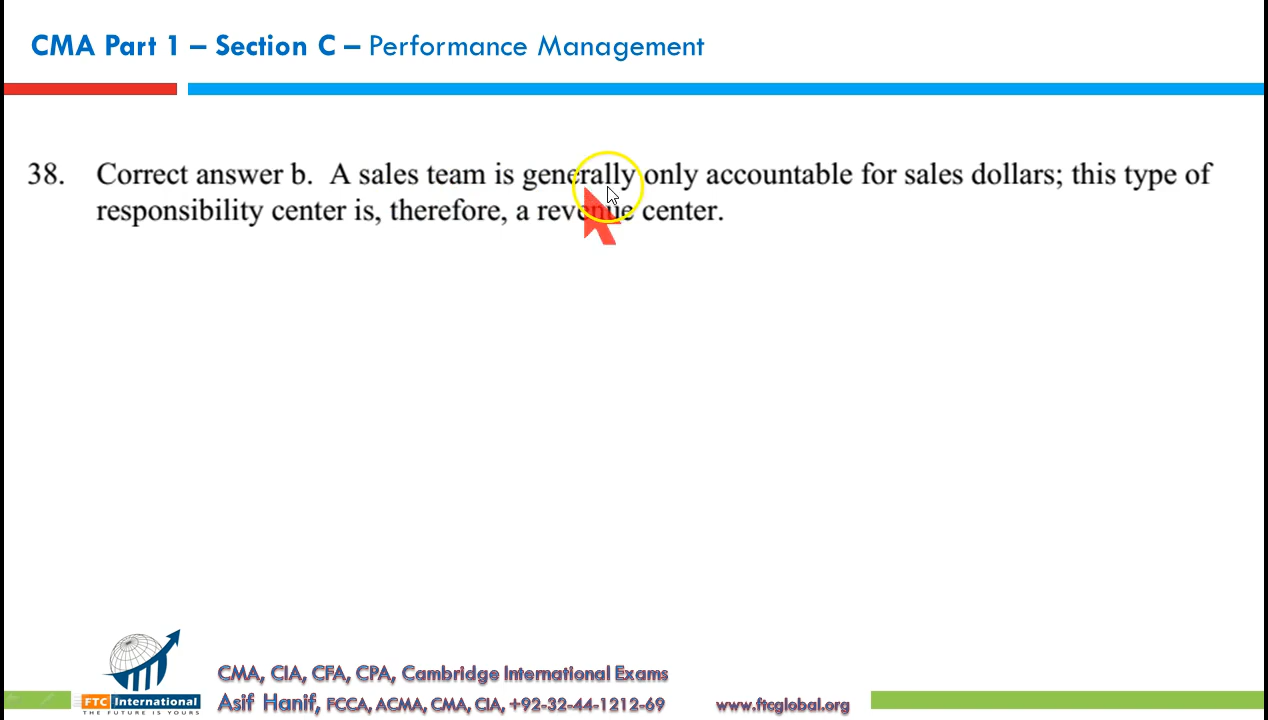 CMA Part 1 – Section C – Performance Management
38. Correct answer b. A sales team is generally only accountable for sales dollars; this type of
responsibility center is, therefore, a revenue center.
FTC International
THE FUTURE IS YOURS
CMA, CIA, CFA, CPA, Cambridge International Exams
Asif Hanif, FCCA, ACMA, CMA, CIA, +92-32-44-1212-69
www.ftcglobal.org